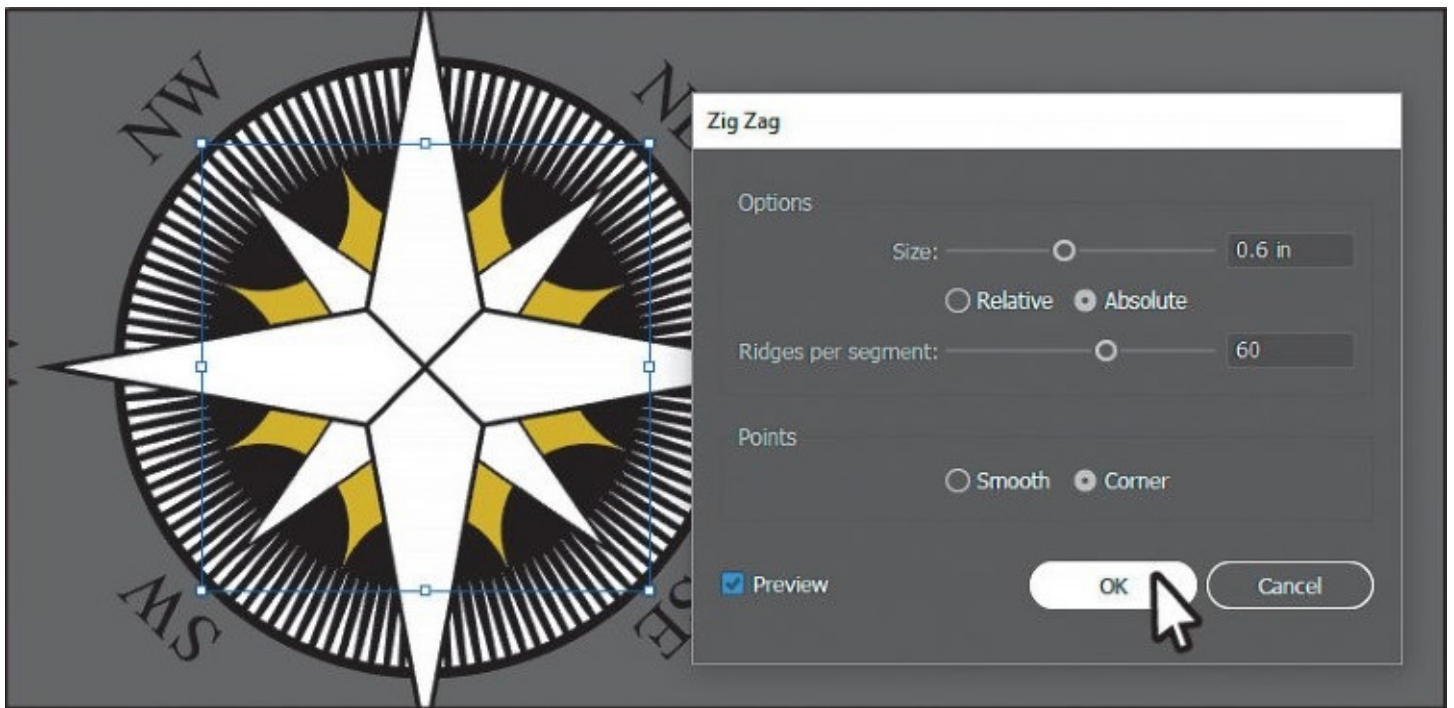 NW
Zig Zag
Options
Size: 0.6 in
Relative Absolute
Ridges per segment: 60
Points
Smooth Corner
Preview OK Cancel
SW
SE